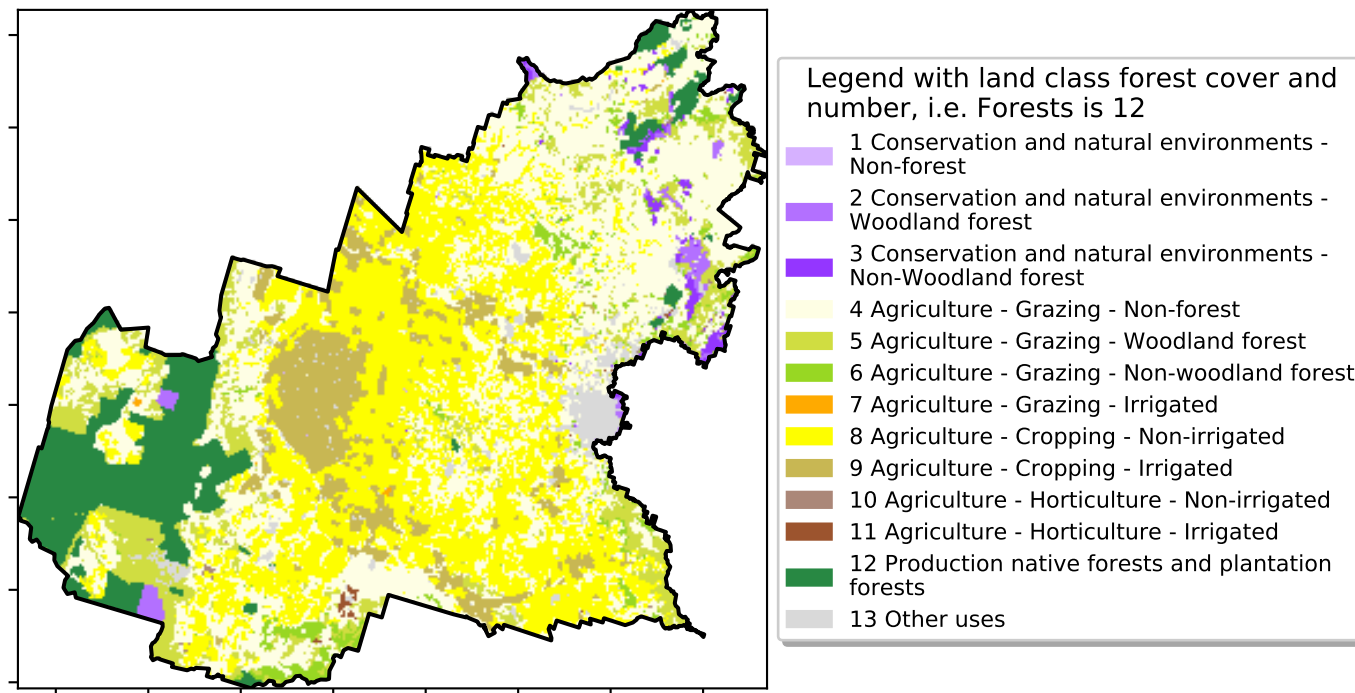 Legend with land class forest cover and
number, i.e. Forests is 12
1 Conservation and natural environments -
Non-forest
2 Conservation and natural environments -
Woodland forest
3 Conservation and natural environments -
Non-Woodland forest
4 Agriculture - Grazing - Non-forest
5 Agriculture - Grazing - Woodland forest
6 Agriculture - Grazing - Non-woodland forest
7 Agriculture - Grazing - Irrigated
8 Agriculture - Cropping - Non-irrigated
9 Agriculture - Cropping - Irrigated
10 Agriculture - Horticulture - Non-irrigated
11 Agriculture - Horticulture - Irrigated
12 Production native forests and plantation
forests
13 Other uses